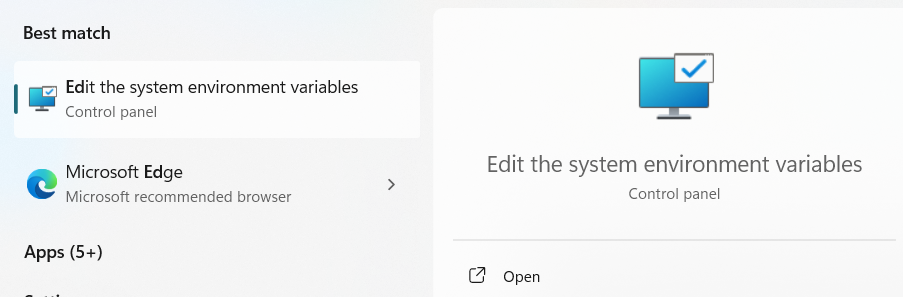 Best match
Edit the system environment variables
Control panel
Microsoft Edge
Microsoft recommended browser
Apps (5+)
Edit the system environment variables
Control panel
Open